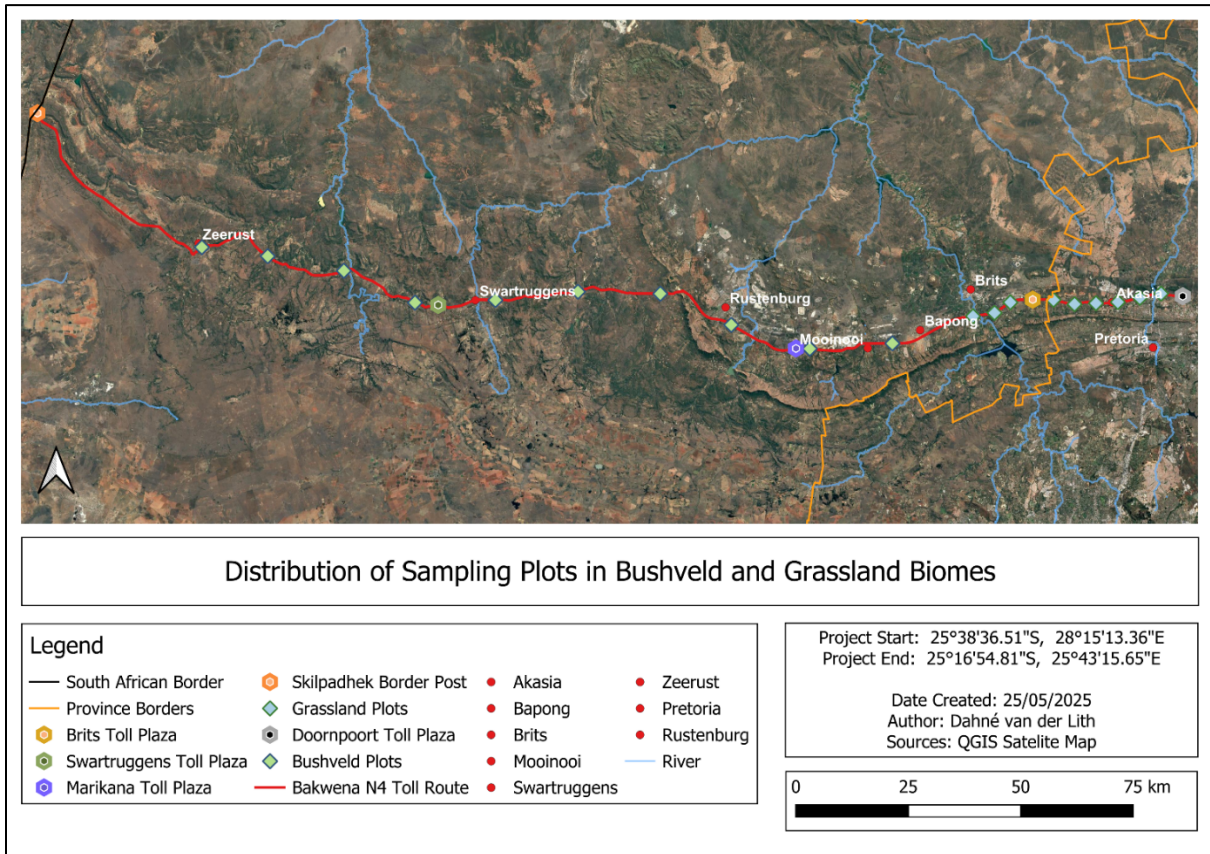 Zeerust
Swartruggens
Rustenburg
Mooinooi
Bapong
Brits
Akasia
Pretoria
Distribution of Sampling Plots in Bushveld and Grassland Biomes
Legend
South African Border
Province Borders
Brits Toll Plaza
Swartruggens Toll Plaza
Marikana Toll Plaza
Skilpadhek Border Post
Grassland Plots
Doornpoort Toll Plaza
Bushveld Plots
Bakwena N4 Toll Route
Akasia
Bapong
Brits
Mooinooi
Swartruggens
Zeerust
Pretoria
Rustenburg
River
Project Start: 25°38'36.51"S, 28°15'13.36"E
Project End: 25°16'54.81"S, 25°43'15.65"E
Date Created: 25/05/2025
Author: Dahné van der Lith
Sources: QGIS Satelite Map
0 25 50 75 km